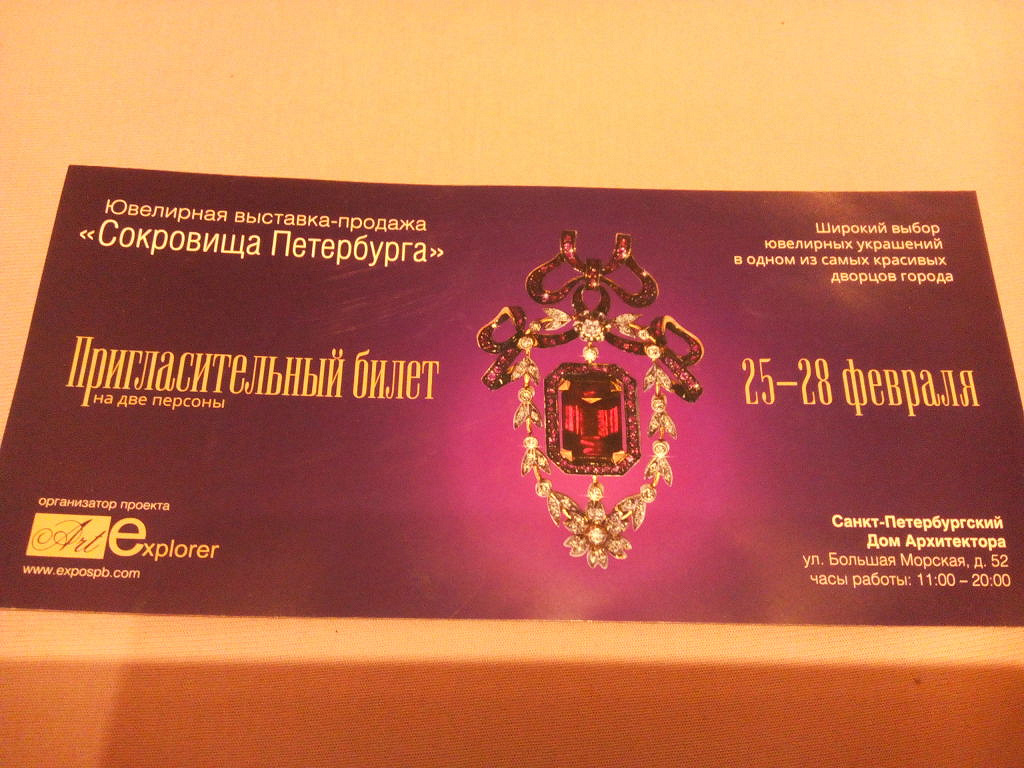 Ювелирная выставка-продажа
«Сокровища Петербурга»
Пригласительный билет
на две персоны
организатор проекта
Art explorer
www.expospb.com
Широкий выбор
ювелирных украшений
в одном из самых красивых
дворцов города
25–28 февраля
Санкт-Петербургский
Дом Архитектора
ул. Большая Морская, д. 52
часы работы: 11:00 – 20:00